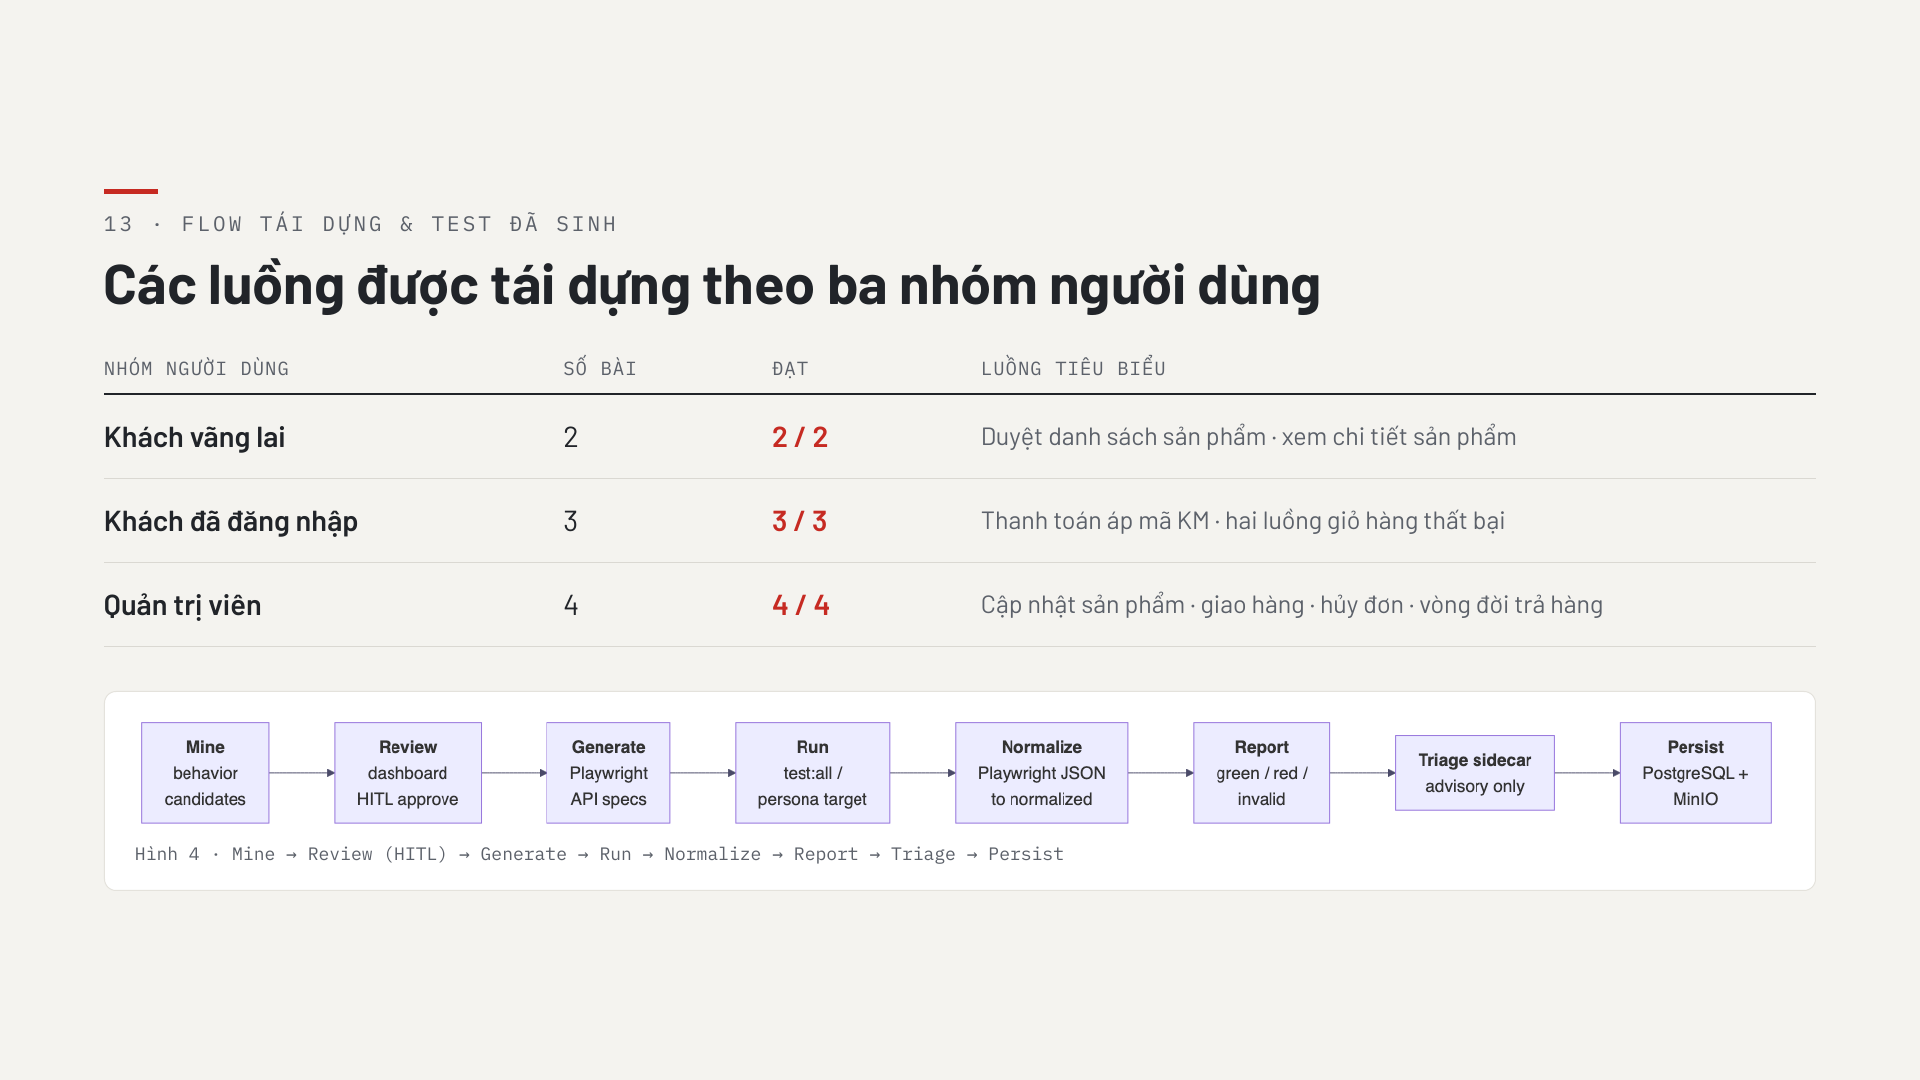 13 · FLOW TÁI DỰNG & TEST ĐÃ SINH
Các luồng được tái dựng theo ba nhóm người dùng
NHÓM NGƯỜI DÙNG SỐ BÀI ĐẠT LUỒNG TIÊU BIỂU
Khách vãng lai 2 2 / 2 Duyệt danh sách sản phẩm · xem chi tiết sản phẩm
Khách đã đăng nhập 3 3 / 3 Thanh toán áp mã KM · hai luồng giỏ hàng thất bại
Quản trị viên 4 4 / 4 Cập nhật sản phẩm · giao hàng · hủy đơn · vòng đời trả hàng
Mine
behavior
candidates
Review
dashboard
HITL approve
Generate
Playwright
API specs
Run
test:all /
persona target
Normalize
Playwright JSON
to normalized
Report
green / red /
invalid
Triage sidecar
advisory only
Persist
PostgreSQL +
MinIO
Hình 4 · Mine → Review (HITL) → Generate → Run → Normalize → Report → Triage → Persist